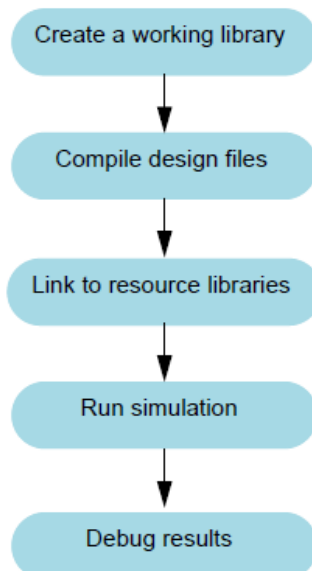 Create a working library
Compile design files
Link to resource libraries
Run simulation
Debug results